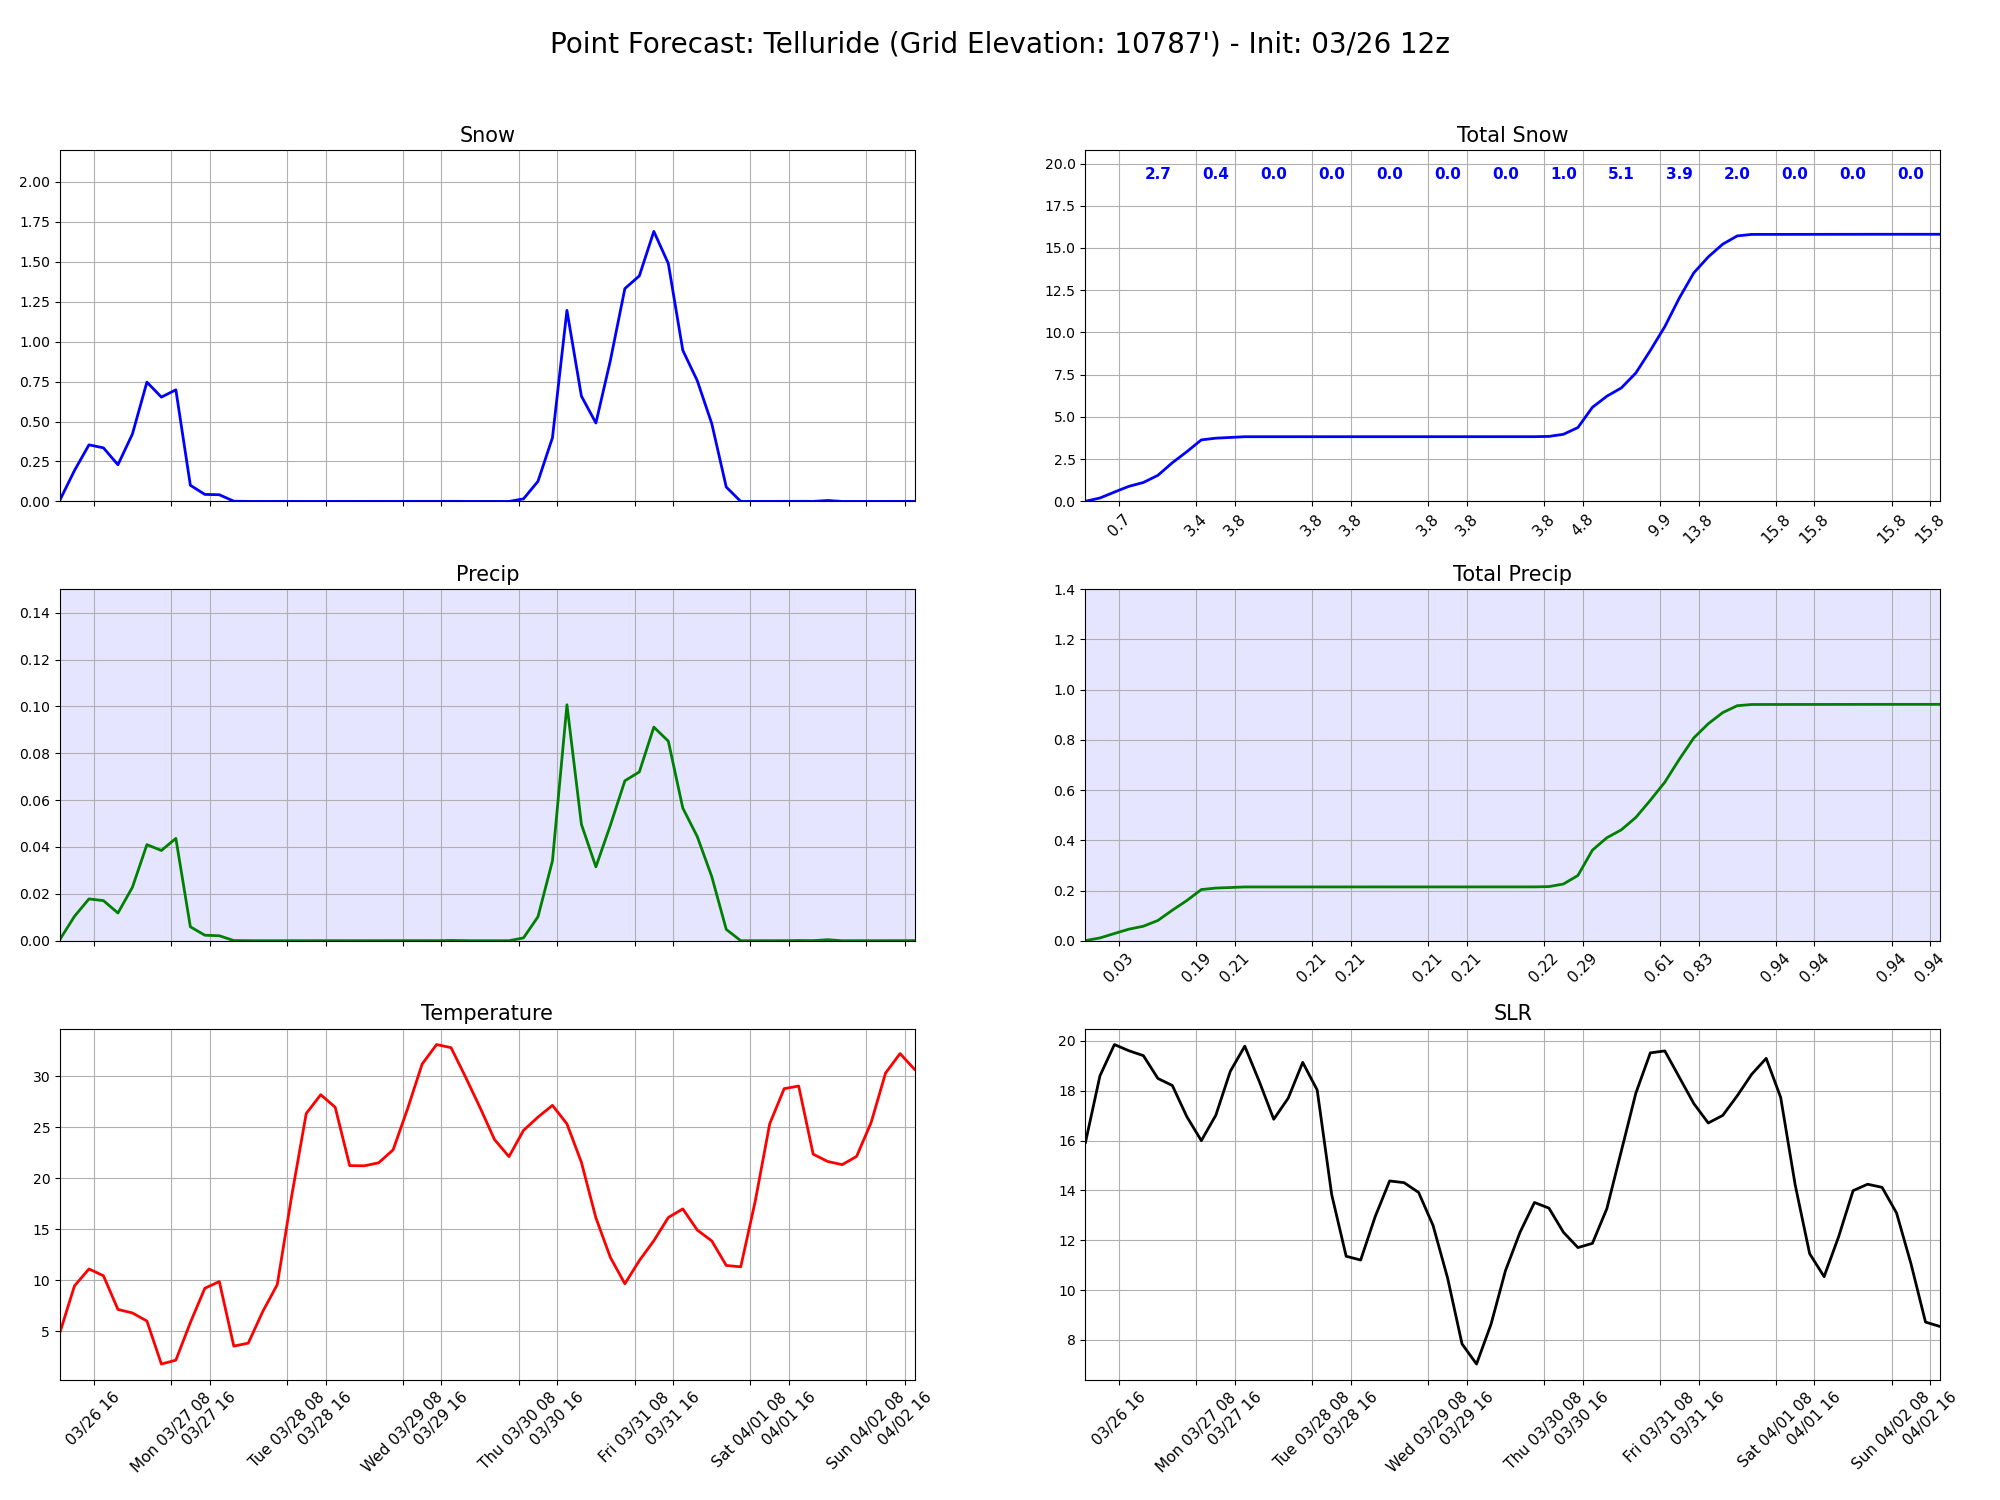 Point Forecast: Telluride (Grid Elevation: 10787') - Init: 03/26 12z
Snow
2.00
1.75
1.50
1.25
1.00
0.75
0.50
0.25
0.00
Total Snow
20.0
17.5
15.0
12.5
10.0
7.5
5.0
2.5
0.0
2.7 0.4 0.0 0.0 0.0 0.0 0.0 1.0 5.1 3.9 2.0 0.0 0.0 0.0
0.7 3.4 3.8 3.8 3.8 3.8 3.8 3.8 4.8 9.9 13.8 15.8 15.8 15.8 15.8
Precip
0.14
0.12
0.10
0.08
0.06
0.04
0.02
0.00
Total Precip
1.4
1.2
1.0
0.8
0.6
0.4
0.2
0.0
0.03 0.19 0.21 0.21 0.21 0.21 0.21 0.22 0.29 0.61 0.83 0.94 0.94 0.94 0.94
Temperature
30
25
20
15
10
5
03/26 16
Mon 03/27 08
03/27 16
Tue 03/28 08
03/28 16
Wed 03/29 08
03/29 16
Thu 03/30 08
03/30 16
Fri 03/31 08
03/31 16
Sat 04/01 08
04/01 16
Sun 04/02 08
04/02 16
SLR
20
18
16
14
12
10
8
03/26 16
Mon 03/27 08
03/27 16
Tue 03/28 08
03/28 16
Wed 03/29 08
03/29 16
Thu 03/30 08
03/30 16
Fri 03/31 08
03/31 16
Sat 04/01 08
04/01 16
Sun 04/02 08
04/02 16